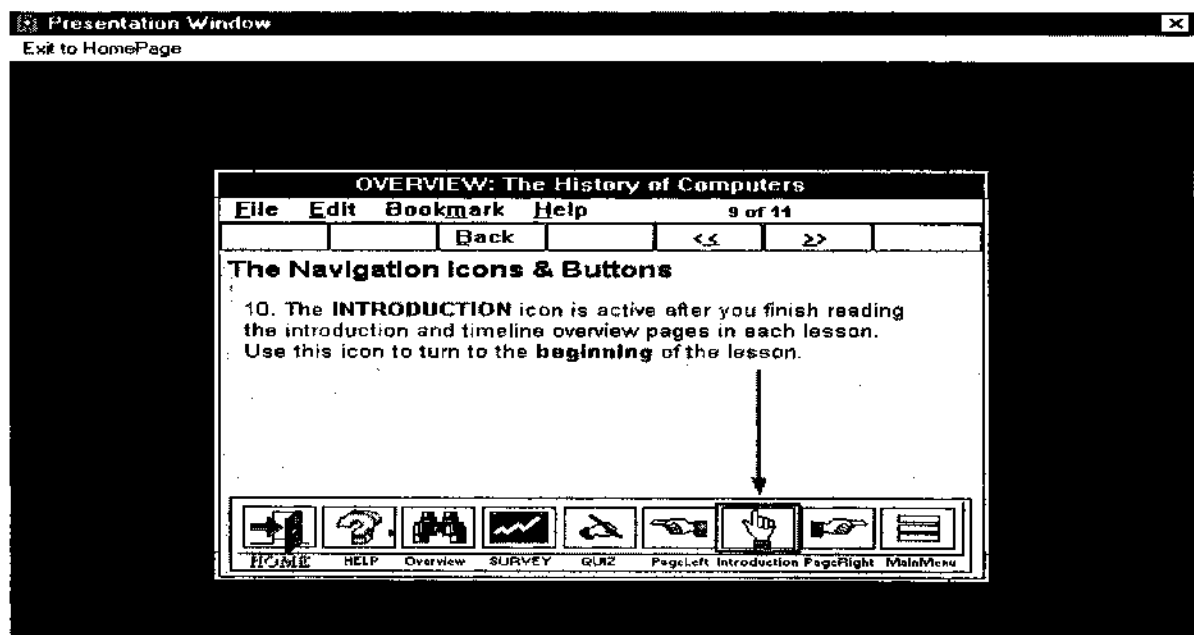 Presentation Window
Exit to HomePage
OVERVIEW: The History of Computers
File Edit Bookmark Help 9 of 11
Back << >>
The Navigation Icons & Buttons
10. The INTRODUCTION icon is active after you finish reading
the introduction and timeline overview pages in each lesson.
Use this icon to turn to the beginning of the lesson.
HOME HELP Overview SURVEY QUIZ PageLeft Introduction PageRight MainMenu